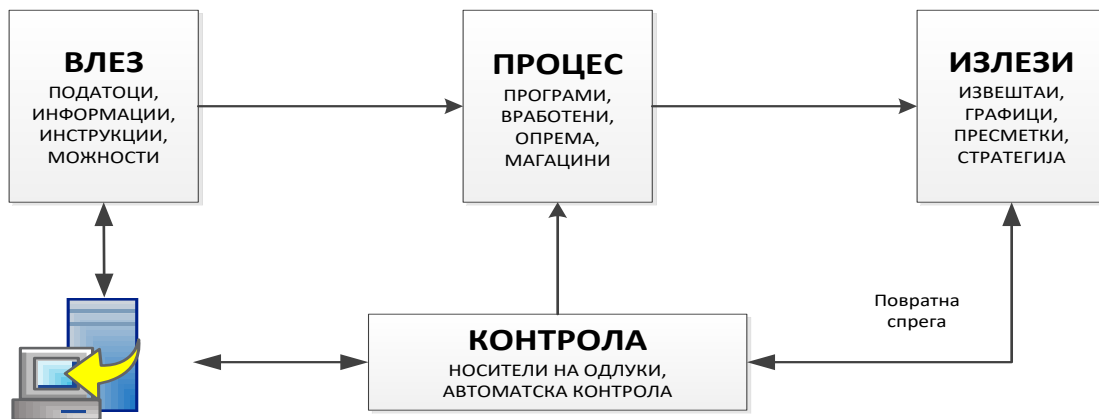 ВЛЕЗ
ПОДАТОЦИ,
ИНФОРМАЦИИ,
ИНСТРУКЦИИ,
МОЖНОСТИ
ПРОЦЕС
ПРОГРАМИ,
ВРАБОТЕНИ,
ОПРЕМА,
МАГАЦИНИ
ИЗЛЕЗИ
ИЗВЕШТАИ,
ГРАФИЦИ,
ПРЕСМЕТКИ,
СТРАТЕГИЈА
Повратна
спрега
КОНТРОЛА
НОСИТЕЛИ НА ОДЛУКИ,
АВТОМАТСКА КОНТРОЛА